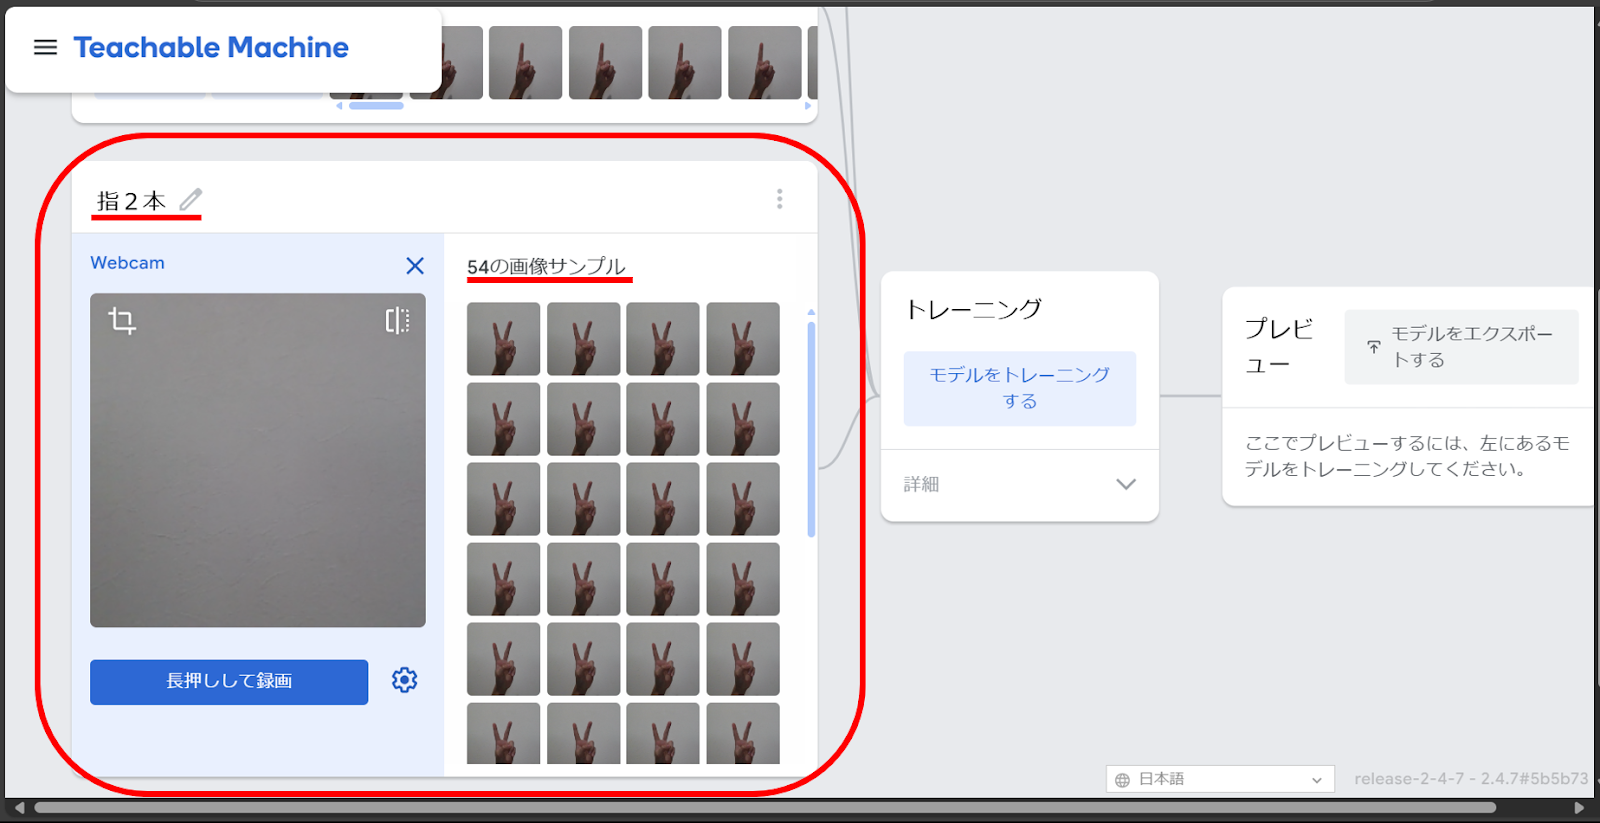 Teachable Machine
指２本
Webcam
54の画像サンプル
長押しして録画
トレーニング
モデルをトレーニング
する
詳細
プレビ
ュー
モデルをエクスポー
トする
ここでプレビューするには、左にあるモ
デルをトレーニングしてください。
日本語
release-2-4-7 - 2.4.7#5b5b73